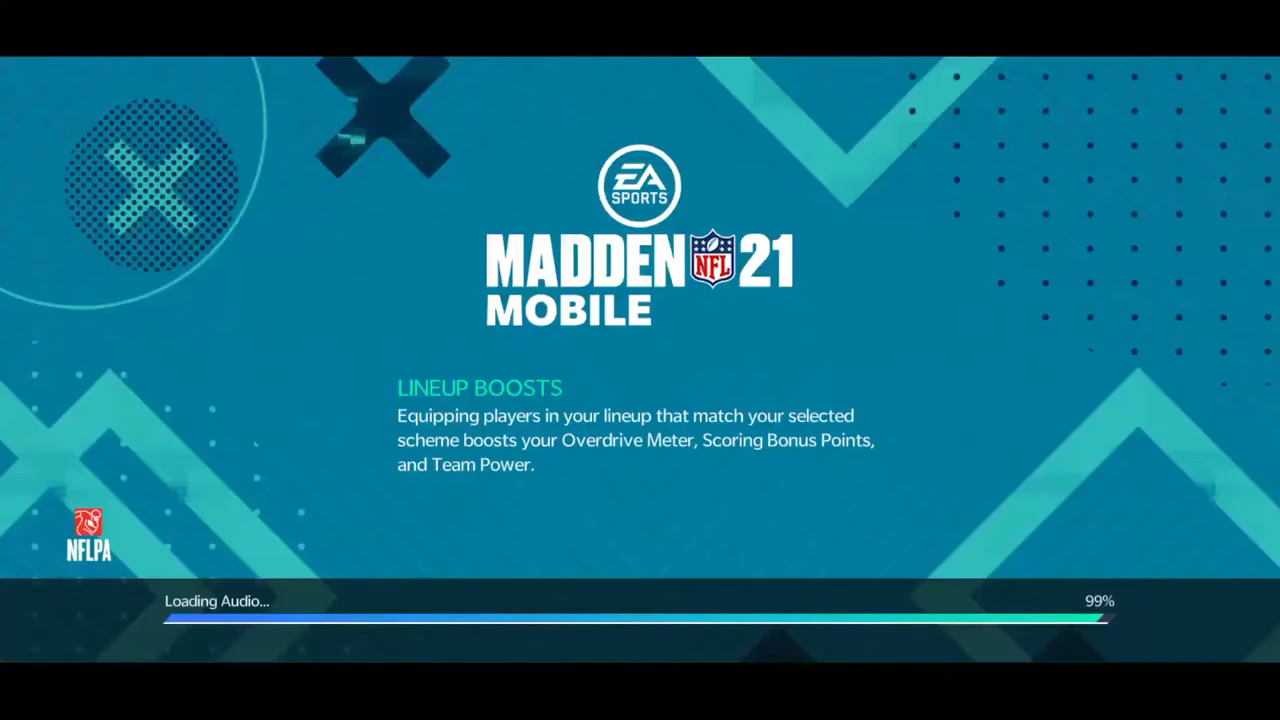 EA
SPORTS
MADDEN NFL 21
MOBILE
LINEUP BOOSTS
Equipping players in your lineup that match your selected
scheme boosts your Overdrive Meter, Scoring Bonus Points,
and Team Power.
NFLPA
Loading Audio... 99%